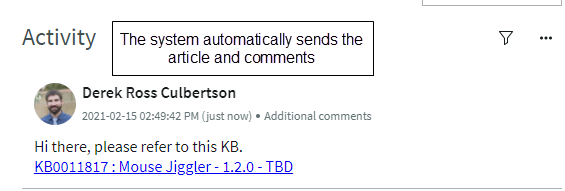 Activity
The system automatically sends the
article and comments
Derek Ross Culbertson
2021-02-15 02:49:42 PM (just now) • Additional comments
Hi there, please refer to this KB.
KB0011817 : Mouse Jiggler - 1.2.0 - TBD